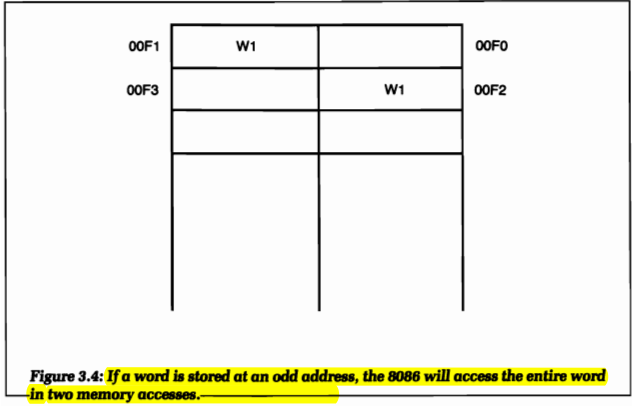 00F1 W1 00F0
00F3 W1 00F2
Figure 3.4: If a word is stored at an odd address, the 8086 will access the entire word
in two memory accesses.